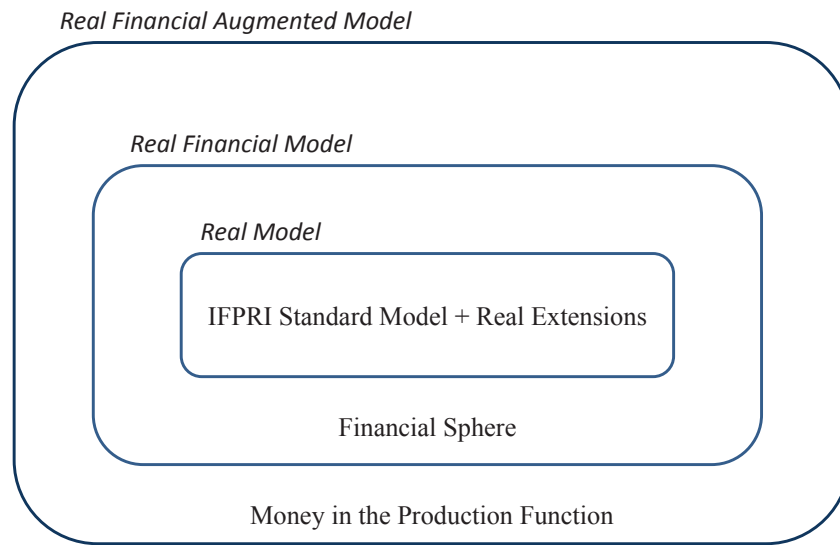 Real Financial Augmented Model
Real Financial Model
Real Model
IFPRI Standard Model + Real Extensions
Financial Sphere
Money in the Production Function